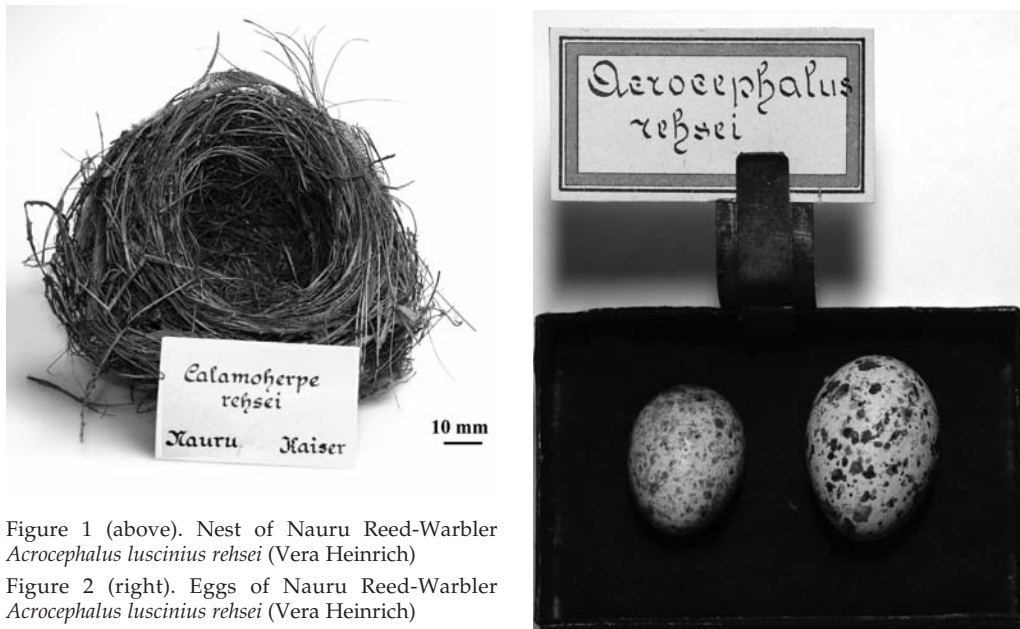 Calamoherpe
rehsei
Nauru Kaiser
10 mm
Acrocephalus
rehsei
Figure 1 (above). Nest of Nauru Reed-Warbler
Acrocephalus luscinius rehsei (Vera Heinrich)
Figure 2 (right). Eggs of Nauru Reed-Warbler
Acrocephalus luscinius rehsei (Vera Heinrich)